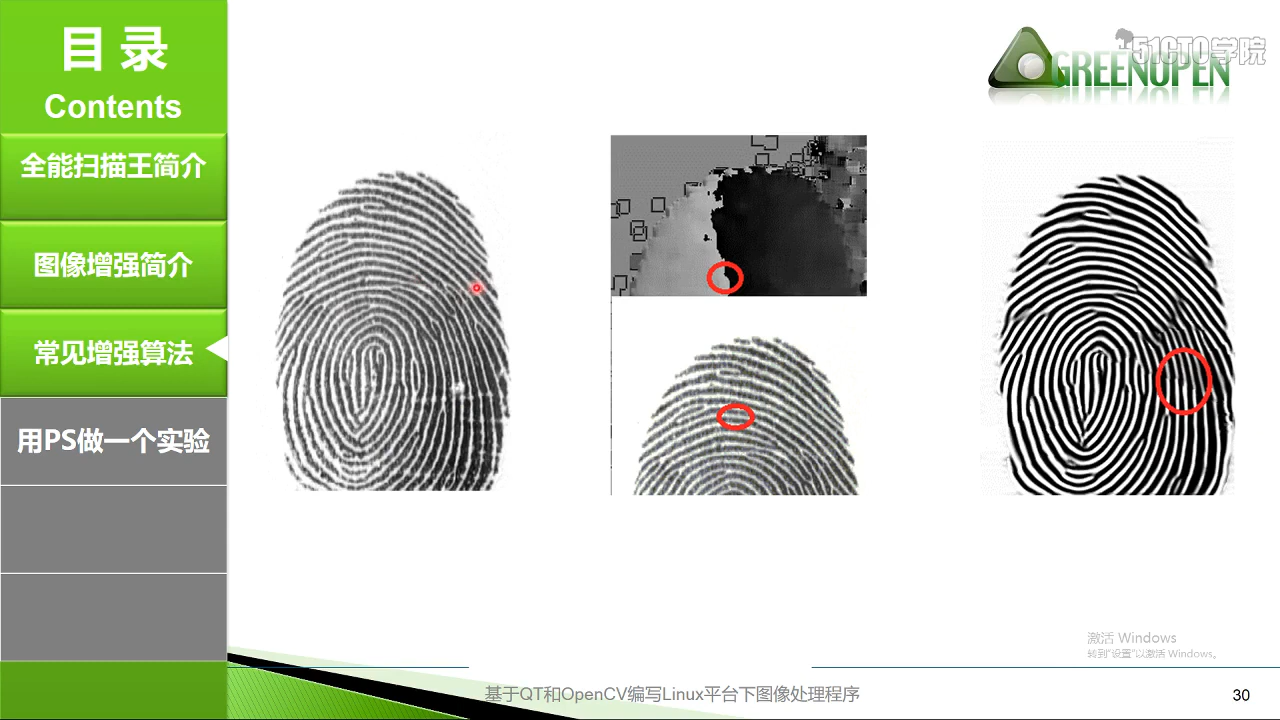 目 录
Contents
全能扫描王简介
图像增强简介
常见增强算法
用PS做一个实验
51CTO学院
GREENOPEN
激活 Windows
转到"设置"以激活 Windows。
基于QT和OpenCV编写Linux平台下图像处理程序
30